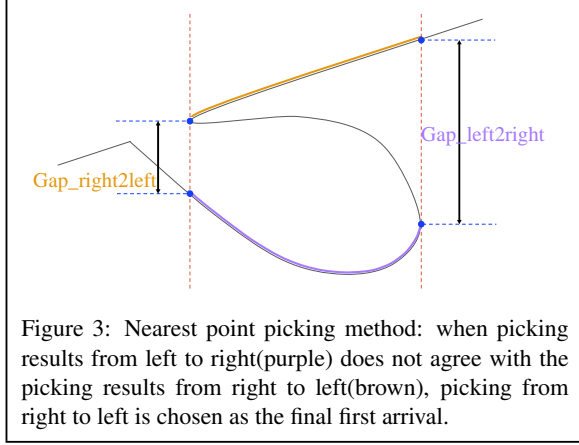 Gap_left2right
Gap_right2left
Figure 3: Nearest point picking method: when picking
results from left to right(purple) does not agree with the
picking results from right to left(brown), picking from
right to left is chosen as the final first arrival.